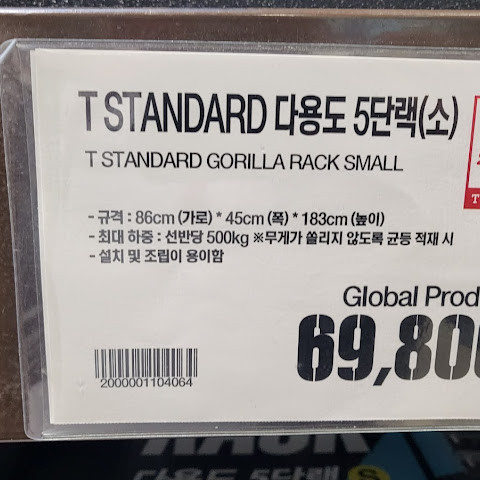 T STANDARD 다용도 5단랙(소)
T STANDARD GORILLA RACK SMALL
- 규격 : 86cm (가로) * 45cm (폭) * 183cm (높이)
- 최대 하중 : 선반당 500kg ※무게가 쏠리지 않도록 균등 적재 시
- 설치 및 조립이 용이함
Global Prod
69,800
2000001104064
다용도 5단랙 S